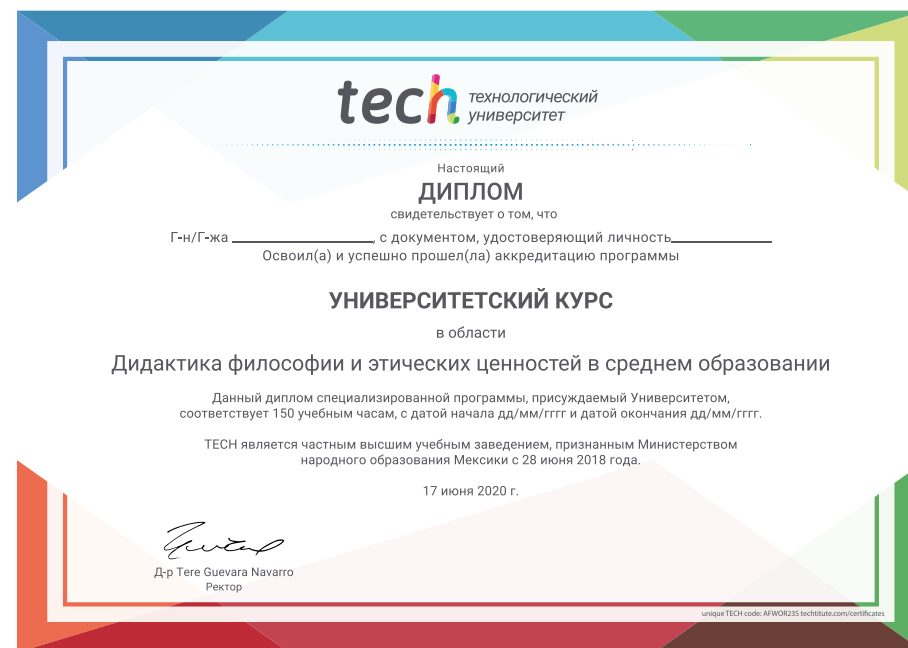 tech технологический
университет
Настоящий
ДИПЛОМ
свидетельствует о том, что
Г-н/Г-жа , с документом, удостоверяющий личность
Освоил(а) и успешно прошел(ла) аккредитацию программы
УНИВЕРСИТЕТСКИЙ КУРС
в области
Дидактика философии и этических ценностей в среднем образовании
Данный диплом специализированной программы, присуждаемый Университетом,
соответствует 150 учебным часам, с датой начала дд/мм/гггг и датой окончания дд/мм/гггг.
TECH является частным высшим учебным заведением, признанным Министерством
народного образования Мексики с 28 июня 2018 года.
17 июня 2020 г.
Д-р Tere Guevara Navarro
Ректор
unique TECH code: AFWOR23S techtitute.com/certificates